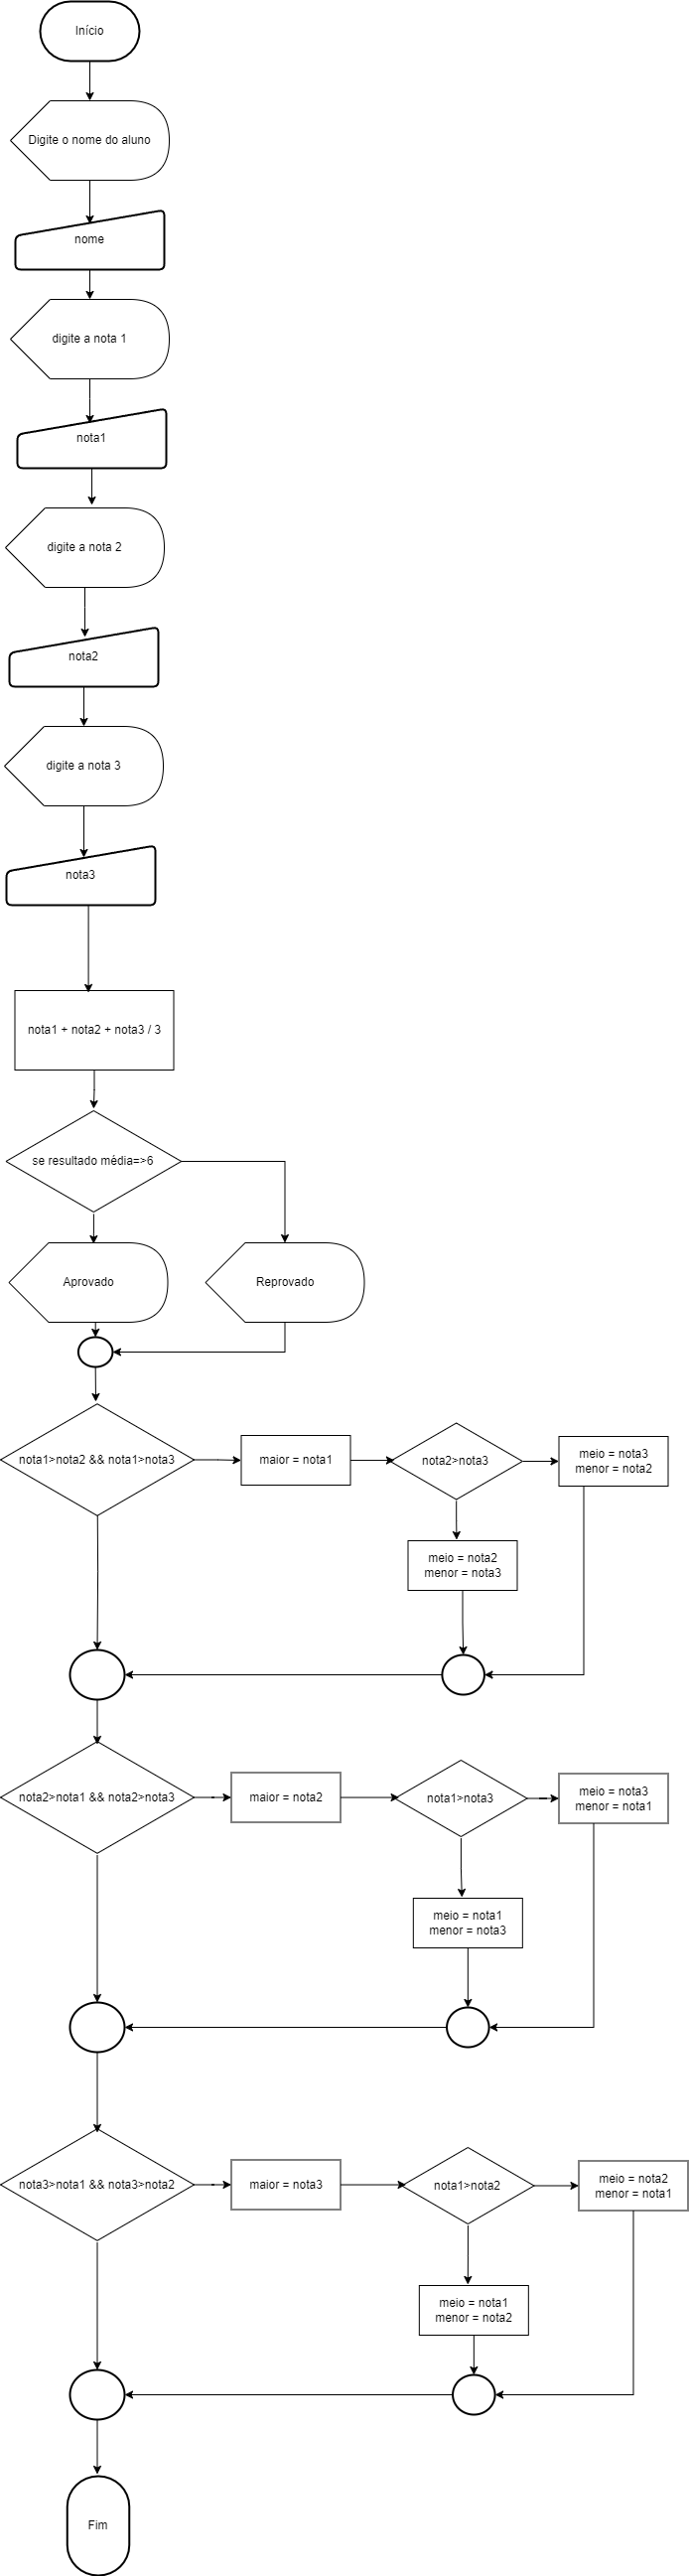 Início
Digite o nome do aluno
nome
digite a nota 1
nota1
digite a nota 2
nota2
digite a nota 3
nota3
nota1 + nota2 + nota3 / 3
se resultado média=>6
Aprovado
Reprovado
nota1>nota2 && nota1>nota3
maior = nota1
nota2>nota3
meio = nota3
menor = nota2
meio = nota2
menor = nota3
nota2>nota1 && nota2>nota3
maior = nota2
nota1>nota3
meio = nota3
menor = nota1
meio = nota1
menor = nota3
nota3>nota1 && nota3>nota2
maior = nota3
nota1>nota2
meio = nota2
menor = nota1
meio = nota1
menor = nota2
Fim